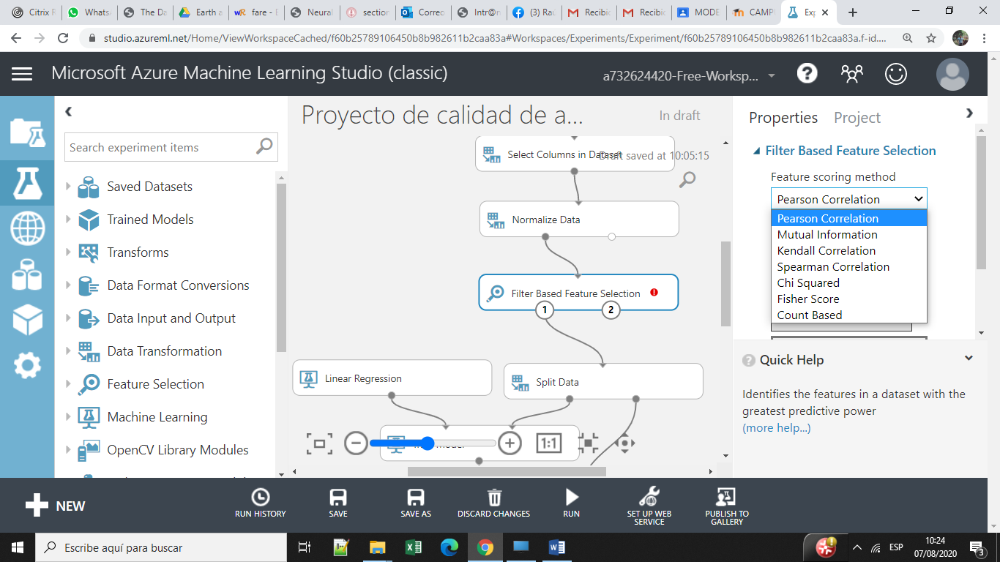 Citrix R
Whats
The Da
Earth a
fare - E
Neural
section
Correo
Intr@n
(3) Rau
Recibid
Recibid
MODE
CAMP
Exp
studio.azureml.net/Home/ViewWorkspaceCached/f60b25789106450b8b982611b2caa83a#Workspaces/Experiments/Experiment/f60b25789106450b8b982611b2caa83a.f-id....
Microsoft Azure Machine Learning Studio (classic)
a732624420-Free-Worksp...
Search experiment items
Saved Datasets
Trained Models
Transforms
Data Format Conversions
Data Input and Output
Data Transformation
Feature Selection
Machine Learning
OpenCV Library Modules
Proyecto de calidad de a...
In draft
Draft saved at 10:05:15
Select Columns in Dataset
Normalize Data
Filter Based Feature Selection
1 2
Linear Regression
Split Data
1:1
Properties Project
Filter Based Feature Selection
Feature scoring method
Pearson Correlation
Pearson Correlation
Mutual Information
Kendall Correlation
Spearman Correlation
Chi Squared
Fisher Score
Count Based
Quick Help
Identifies the features in a dataset with the
greatest predictive power
(more help...)
NEW
RUN HISTORY
SAVE
SAVE AS
DISCARD CHANGES
RUN
SET UP WEB
SERVICE
PUBLISH TO
GALLERY
Escribe aquí para buscar
ESP
10:24
07/08/2020
3